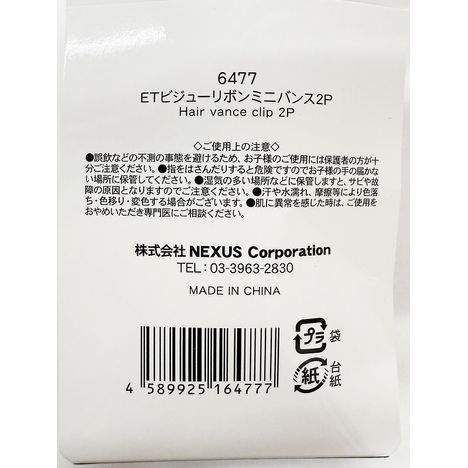 6477
ETビジューリボンミニバンス2P
Hair vance clip 2P
◇ご使用上の注意◇
●誤飲などの不測の事態を避けるため、お子様のご使用には保護者の方が十
分ご注意ください。●指をはさんだりすると危険ですのでお子様の手の届かな
い場所に保管してください。●湿気の多い場所などに保管しますと、サビや故
障の原因となりますのでご注意ください。●汗や水濡れ、摩擦等により色落
ち・色移り・変色する場合がございます。●肌に異常を感じた時は、ご使用を
おやめいただき専門医にご相談ください。
株式会社 NEXUS Corporation
TEL：03-3963-2830
MADE IN CHINA
プラ 袋
紙 台紙
4 589925 164777